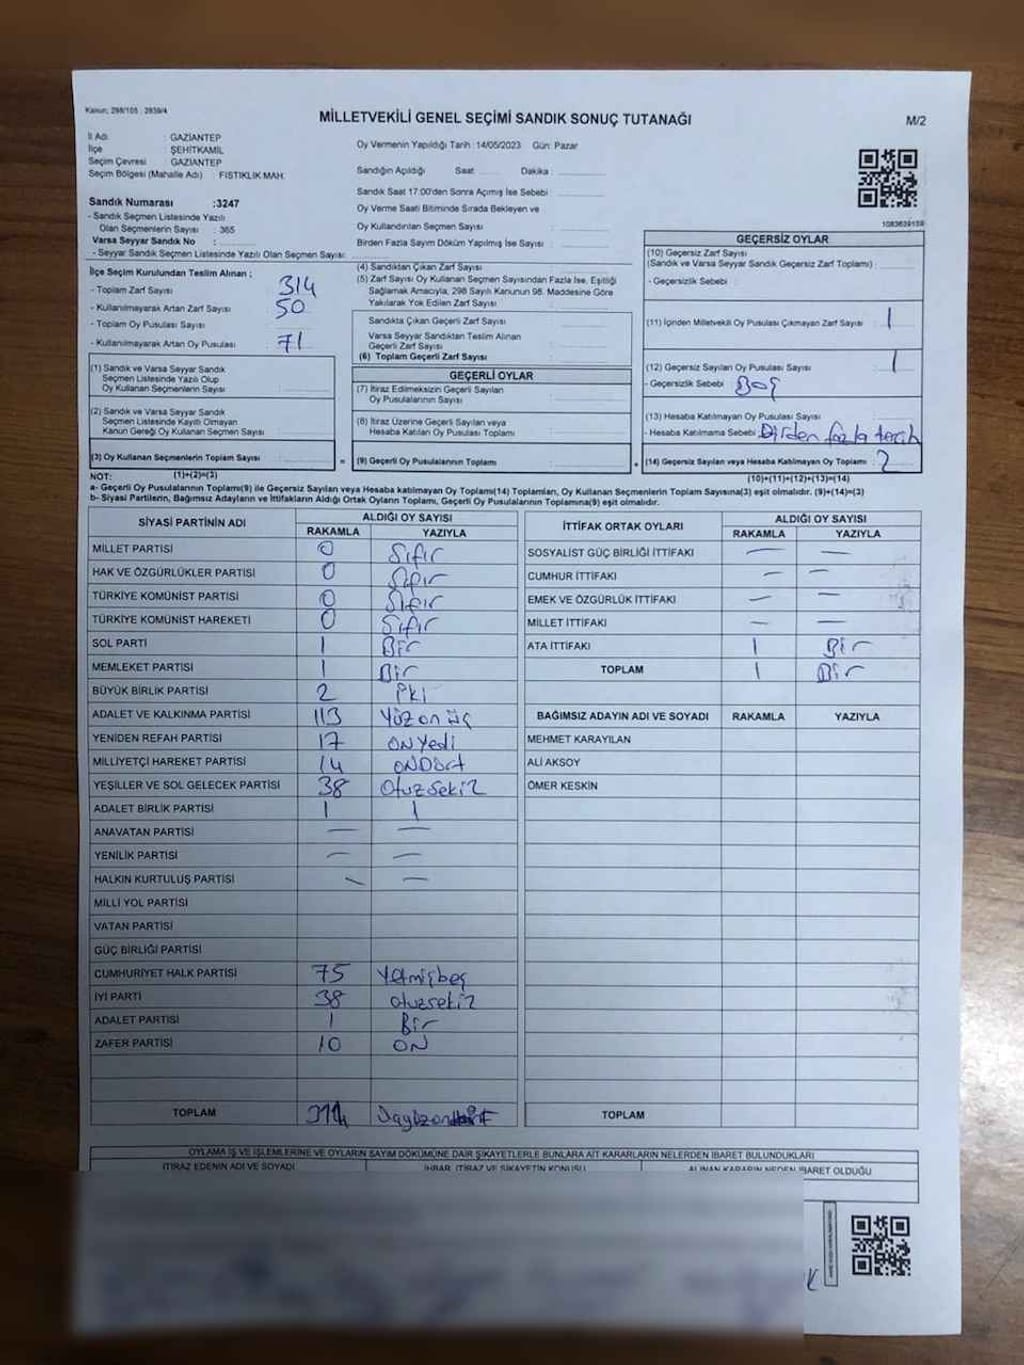 Kanun: 298/105 : 2839/4
MİLLETVEKİLİ GENEL SEÇİMİ SANDIK SONUÇ TUTANAĞI
M/2
İl Adı : GAZIANTEP
İlçe : ŞEHİTKAMİL
Seçim Çevresi : GAZIANTEP
Seçim Bölgesi (Mahalle Adı) : FISTIKLIK MAH.
Oy Vermenin Yapıldığı Tarih :14/05/2023 Gün: Pazar
Sandığın Açıldığı Saat Dakika :
Sandık Saat 17:00'den Sonra Açımış İse Sebebi :
Oy Verme Saati Bitiminde Sırada Bekleyen ve
Oy Kullandırılan Seçmen Sayısı :
Birden Fazla Sayım Döküm Yapılmış İse Sayısı :
Sandık Numarası :3247
- Sandık Seçmen Listesinde Yazılı
Olan Seçmenlerin Sayısı : 365
Varsa Seyyar Sandık No :
- Seyyar Sandık Seçmen Listesinde Yazılı Olan Seçmen Sayısı:
İlçe Seçim Kurulundan Teslim Alınan :
- Toplam Zarf Sayısı : 314
- Kullanılmayarak Artan Zarf Sayısı : 50
- Toplam Oy Pusulası Sayısı :
- Kullanılmayarak Artan Oy Pusulası : 71
(1) Sandık ve Varsa Seyyar Sandık
Seçmen Listesinde Yazılı Olup
Oy Kullanan Seçmenlerin Sayısı :
(2) Sandık ve Varsa Seyyar Sandık
Seçmen Listesinde Kayıtlı Olmayan
Kanun Gereği Oy Kullanan Seçmen Sayısı :
(3) Oy Kullanan Seçmenlerin Toplam Sayısı :
(1)+(2)=(3)
(4) Sandıktan Çıkan Zarf Sayısı :
(5) Zarf Sayısı Oy Kullanan Seçmen Sayısından Fazla İse, Eşitliği
Sağlamak Amacıyla, 298 Sayılı Kanunun 98. Maddesine Göre
Yakılarak Yok Edilen Zarf Sayısı :
Sandıkta Çıkan Geçerli Zarf Sayısı :
Varsa Seyyar Sandıktan Teslim Alınan
Geçerli Zarf Sayısı :
(6) Toplam Geçerli Zarf Sayısı :
GEÇERLİ OYLAR
(7) İtiraz Edilmeksizin Geçerli Sayılan
Oy Pusulalarının Sayısı :
(8) İtiraz Üzerine Geçerli Sayılan veya
Hesaba Katılan Oy Pusulası Toplamı :
= (9) Geçerli Oy Pusulalarının Toplamı :
1083639159
GEÇERSİZ OYLAR
(10) Geçersiz Zarf Sayısı
(Sandık ve Varsa Seyyar Sandık Geçersiz Zarf Toplamı) :
- Geçersizlik Sebebi :
(11) İçinden Milletvekili Oy Pusulası Çıkmayan Zarf Sayısı : 1
(12) Geçersiz Sayılan Oy Pusulası Sayısı : 1
- Geçersizlik Sebebi : Boş
(13) Hesaba Katılmayan Oy Pusulası Sayısı :
- Hesaba Katılmama Sebebi : Birden fazla tercih
+ (14) Geçersiz Sayılan veya Hesaba Katılmayan Oy Toplamı : 2
(10)+(11)+(12)+(13)=(14)
NOT:
a- Geçerli Oy Pusulalarının Toplamı(9) ile Geçersiz Sayılan veya Hesaba katılmayan Oy Toplamı(14) Toplamları, Oy Kullanan Seçmenlerin Toplam Sayısına(3) eşit olmalıdır. (9)+(14)=(3)
b- Siyasi Partilerin, Bağımsız Adayların ve İttifakların Aldığı Ortak Oyların Toplamı, Geçerli Oy Pusulalarının Toplamına(9) eşit olmalıdır.
SİYASİ PARTİNİN ADI ALDIĞI OY SAYISI
RAKAMLA YAZIYLA
MİLLET PARTİSİ 0 Sıfır
HAK VE ÖZGÜRLÜKLER PARTİSİ 0 Sıfır
TÜRKİYE KOMÜNİST PARTİSİ 0 Sıfır
TÜRKİYE KOMÜNİST HAREKETİ 0 Sıfır
SOL PARTİ 1 Bir
MEMLEKET PARTİSİ 1 Bir
BÜYÜK BİRLİK PARTİSİ 2 İki
ADALET VE KALKINMA PARTİSİ 113 Yüz on üç
YENİDEN REFAH PARTİSİ 17 ON Yedi
MİLLİYETÇİ HAREKET PARTİSİ 14 ONDört
YEŞİLLER VE SOL GELECEK PARTİSİ 38 Otuzsekiz
ADALET BİRLİK PARTİSİ 1 1
ANAVATAN PARTİSİ — —
YENİLİK PARTİSİ — —
HALKIN KURTULUŞ PARTİSİ — —
MİLLİ YOL PARTİSİ
VATAN PARTİSİ
GÜÇ BİRLİĞİ PARTİSİ
CUMHURİYET HALK PARTİSİ 75 Yetmişbeş
İYİ PARTİ 38 otuzsekiz
ADALET PARTİSİ 1 Bir
ZAFER PARTİSİ 10 ON
TOPLAM
İTTİFAK ORTAK OYLARI ALDIĞI OY SAYISI
RAKAMLA YAZIYLA
SOSYALİST GÜÇ BİRLİĞİ İTTİFAKI — —
CUMHUR İTTİFAKI — —
EMEK VE ÖZGÜRLÜK İTTİFAKI — —
MİLLET İTTİFAKI — —
ATA İTTİFAKI 1 Bir
TOPLAM 1 Bir
BAĞIMSIZ ADAYIN ADI VE SOYADI RAKAMLA YAZIYLA
MEHMET KARAYILAN
ALİ AKSOY
ÖMER KESKİN
TOPLAM
OYLAMA İŞ VE İŞLEMLERİNE VE OYLARIN SAYIM DÖKÜMÜNE DAİR ŞİKAYETLERLE BUNLARA AİT KARARLARIN NELERDEN İBARET BULUNDUKLARI
İTİRAZ EDENİN ADI VE SOYADI İHBAR, İTİRAZ VE ŞİKAYETİN KONUSU ALINAN KARARIN NEDEN İBARET OLDUĞU